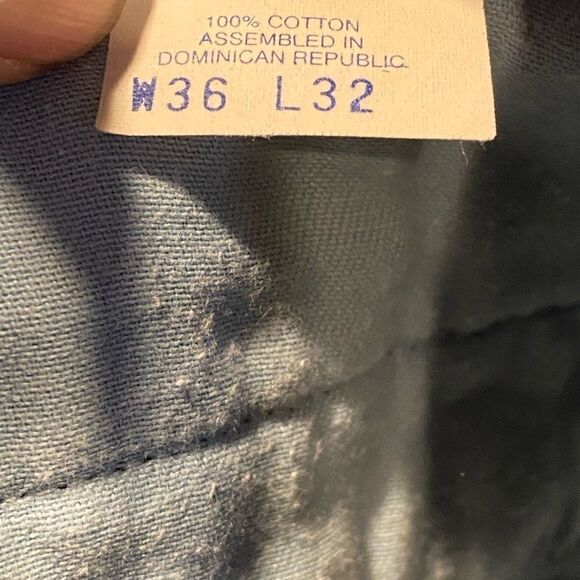 100% COTTON
ASSEMBLED IN
DOMINICAN REPUBLIC
W36 L32